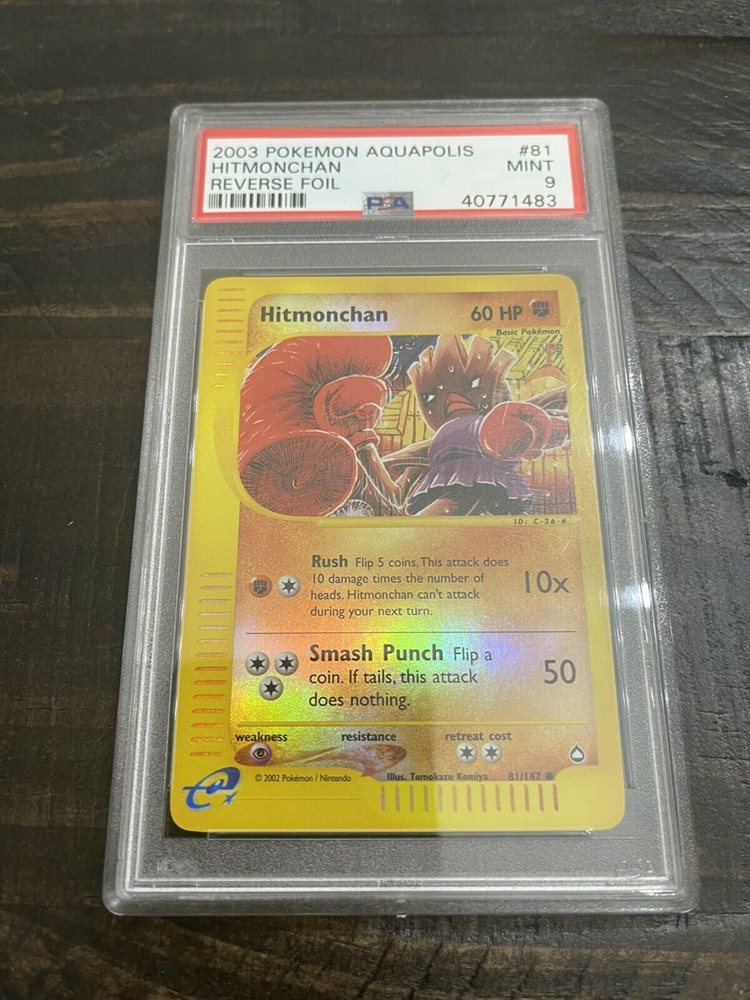 2003 POKEMON AQUAPOLIS #81
HITMONCHAN MINT
REVERSE FOIL 9
PSA 40771483
Hitmonchan 60 HP
Basic Pokémon
ID: C-26-#
Rush Flip 5 coins. This attack does
10 damage times the number of
heads. Hitmonchan can't attack
during your next turn.
10x
Smash Punch Flip a
coin. If tails, this attack
does nothing.
50
weakness resistance retreat cost
e
© 2002 Pokémon / Nintendo Illus. Tomokazu Komiya 81/147